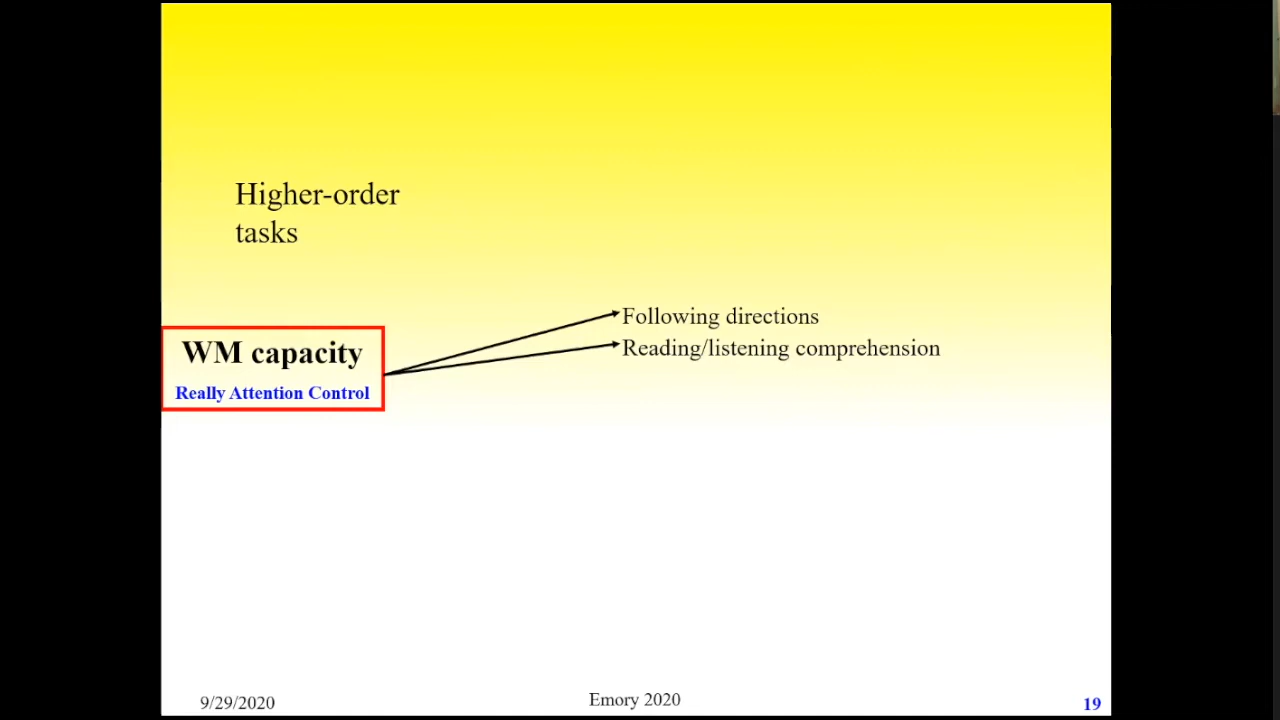 Higher-order
tasks
Following directions
WM capacity
Reading/listening comprehension
Really Attention Control
9/29/2020
Emory 2020
19